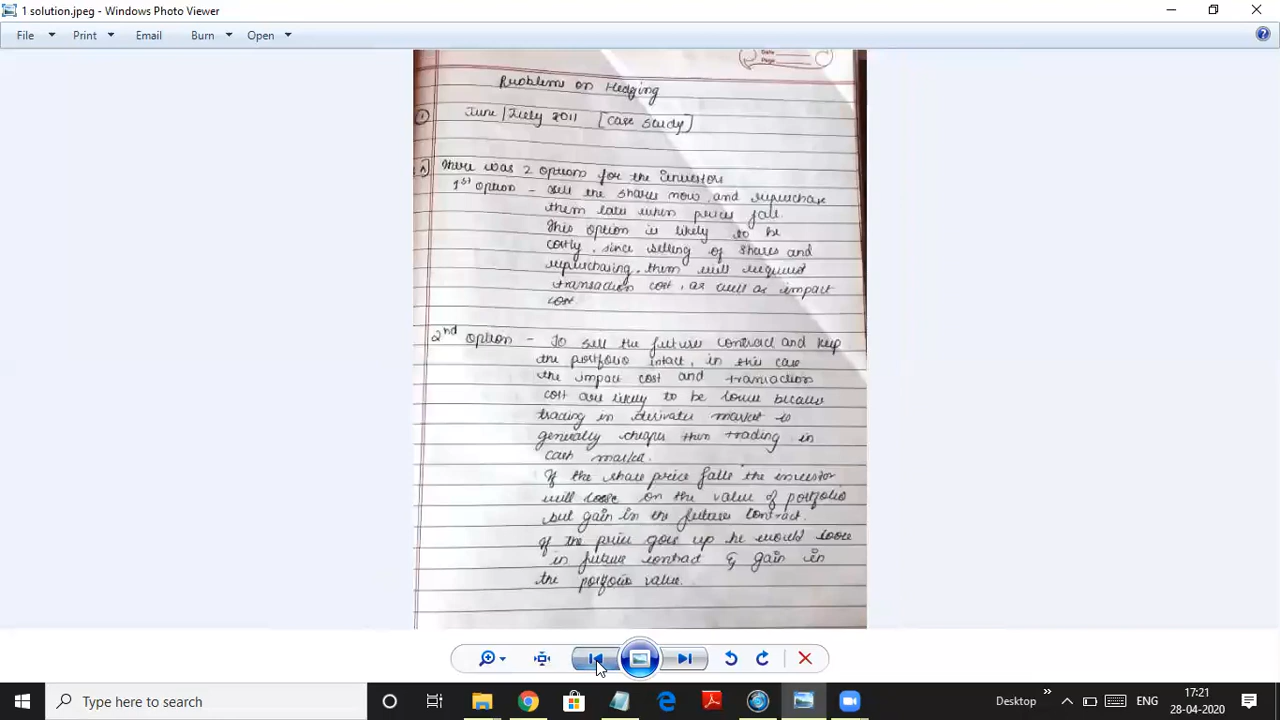 1 solution.jpeg - Windows Photo Viewer
File Print Email Burn Open
Date
Page
Problems on Hedging
1 June/July 2011 [Case Study]
A There was 2 options for the investors
1st option - sell the shares now, and repurchase
them later when prices fall.
This option is likely to be
costly, since selling of shares and
repurchasing them will required
transaction cost, as well as impact
cost.
2nd option - To sell the future contract and keep
the portfolio intact, in this case
the impact cost and transaction
cost are likely to be lower because
trading in derivative market is
generally cheaper then trading in
cash market.
If the share price falls the investor
will loose on the value of portfolio
but gain in the futures contract.
If the price goes up he would loose
in future contract & gain in
the portfolio value.
Type here to search
Desktop
ENG
17:21
28-04-2020